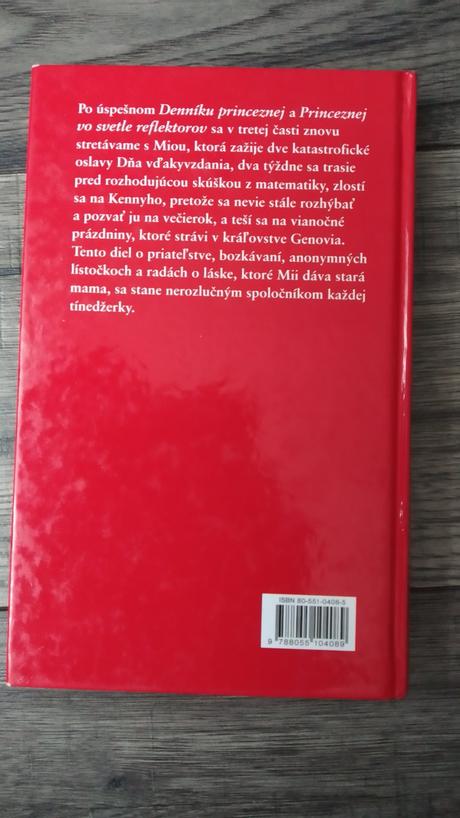 Po úspešnom Denníku princeznej a Princeznej
vo svetle reflektorov sa v tretej časti znovu
stretávame s Miou, ktorá zažije dve katastrofické
oslavy Dňa vďakyvzdania, dva týždne sa trasie
pred rozhodujúcou skúškou z matematiky, zlostí
sa na Kennyho, pretože sa nevie stále rozhýbať
a pozvať ju na večierok, a teší sa na vianočné
prázdniny, ktoré strávi v kráľovstve Genovia.
Tento diel o priateľstve, bozkávaní, anonymných
lístočkoch a radách o láske, ktoré Mii dáva stará
mama, sa stane nerozlučným spoločníkom každej
tínedžerky.
ISBN 80-551-0408-5
9 788055 104089